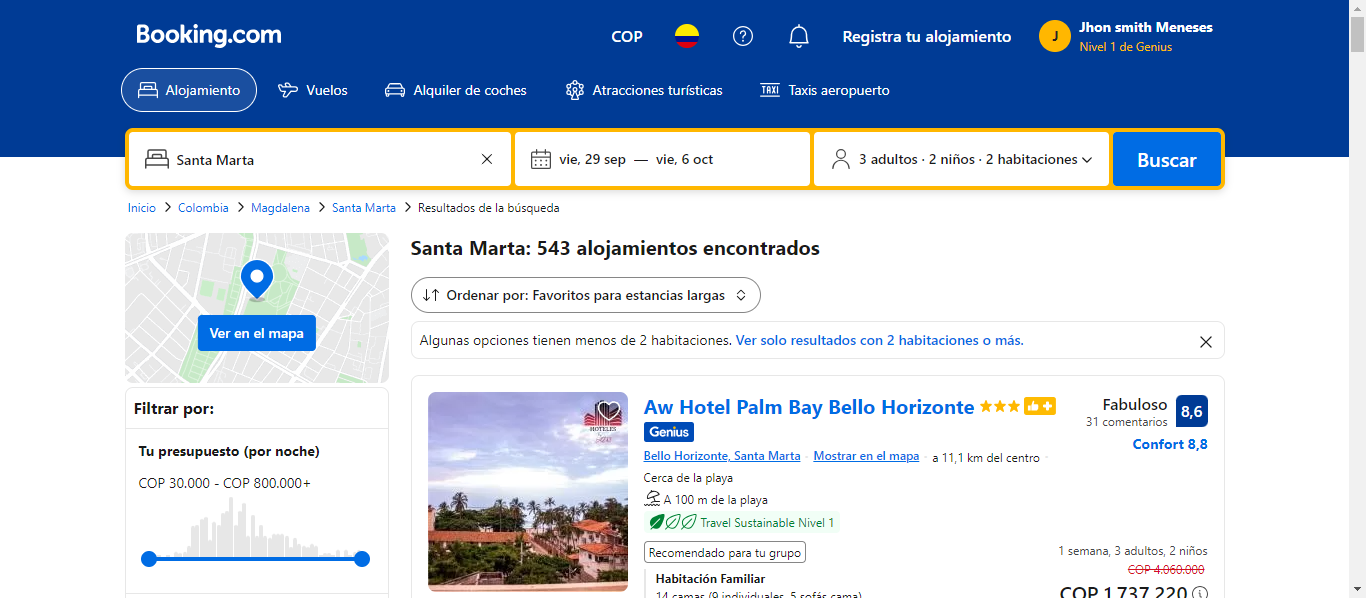 Booking.com
COP
Registra tu alojamiento
J
Jhon smith Meneses
Nivel 1 de Genius
Alojamiento
Vuelos
Alquiler de coches
Atracciones turísticas
TAXI
Taxis aeropuerto
Santa Marta
vie, 29 sep — vie, 6 oct
3 adultos · 2 niños · 2 habitaciones
Buscar
Inicio > Colombia > Magdalena > Santa Marta > Resultados de la búsqueda
Ver en el mapa
Filtrar por:
Tu presupuesto (por noche)
COP 30.000 - COP 800.000+
Santa Marta: 543 alojamientos encontrados
Ordenar por: Favoritos para estancias largas
Algunas opciones tienen menos de 2 habitaciones. Ver solo resultados con 2 habitaciones o más.
HOTELES
Aw Hotel Palm Bay Bello Horizonte
Genius
Bello Horizonte, Santa Marta · Mostrar en el mapa · a 11,1 km del centro
Cerca de la playa
A 100 m de la playa
Travel Sustainable Nivel 1
Recomendado para tu grupo
Habitación Familiar
14 camas (9 individuales, 5 sofás cama)
Fabuloso
31 comentarios
8,6
Confort 8,8
1 semana, 3 adultos, 2 niños
COP 4.060.000
COP 1.737.220